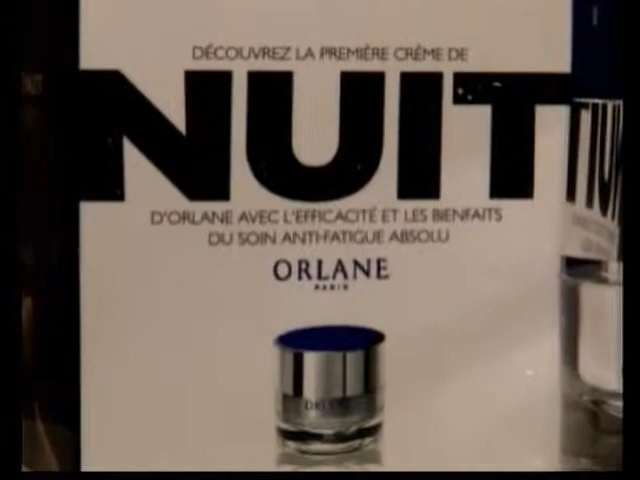 DÉCOUVREZ LA PREMIÈRE CRÈME DE
NUIT
D'ORLANE AVEC L'EFFICACITÉ ET LES BIENFAITS
DU SOIN ANTI-FATIGUE ABSOLU
ORLANE
PARIS